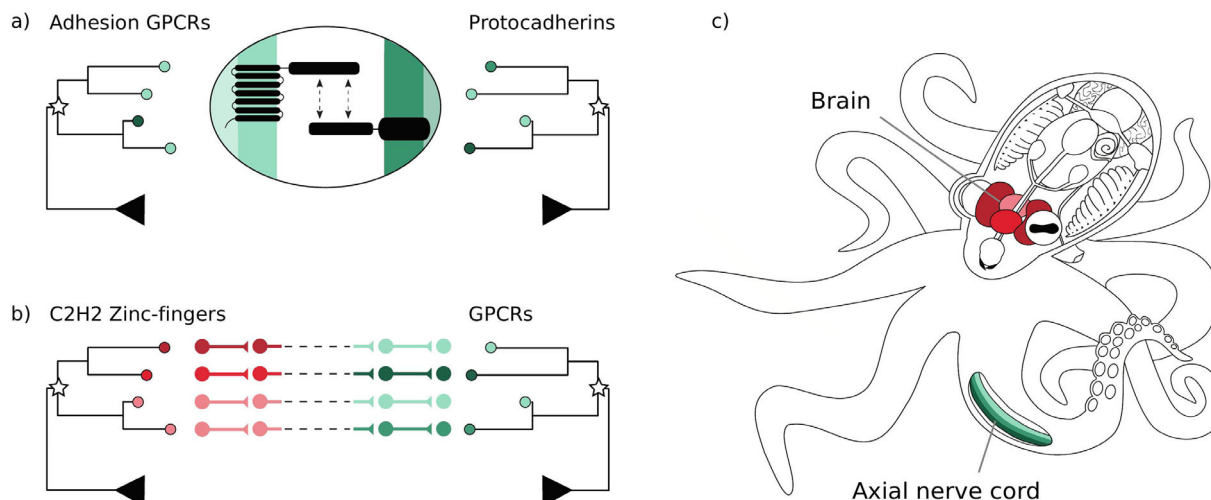 a)
Adhesion GPCRs
Protocadherins
b)
C2H2 Zinc-fingers
GPCRs
c)
Brain
Axial nerve cord